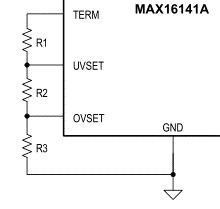 MAX16141A
TERM
R1
UVSET
R2
OVSET
GND
R3